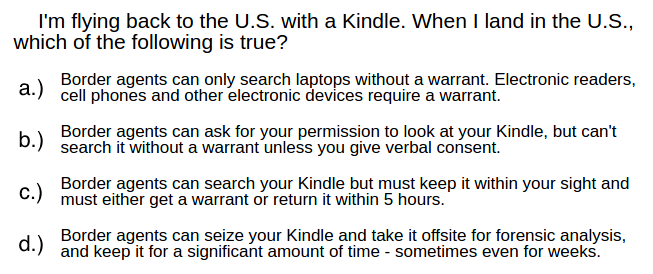 I'm flying back to the U.S. with a Kindle. When I land in the U.S.,
which of the following is true?
a.) Border agents can only search laptops without a warrant. Electronic readers,
cell phones and other electronic devices require a warrant.
b.) Border agents can ask for your permission to look at your Kindle, but can't
search it without a warrant unless you give verbal consent.
c.) Border agents can search your Kindle but must keep it within your sight and
must either get a warrant or return it within 5 hours.
d.) Border agents can seize your Kindle and take it offsite for forensic analysis,
and keep it for a significant amount of time - sometimes even for weeks.